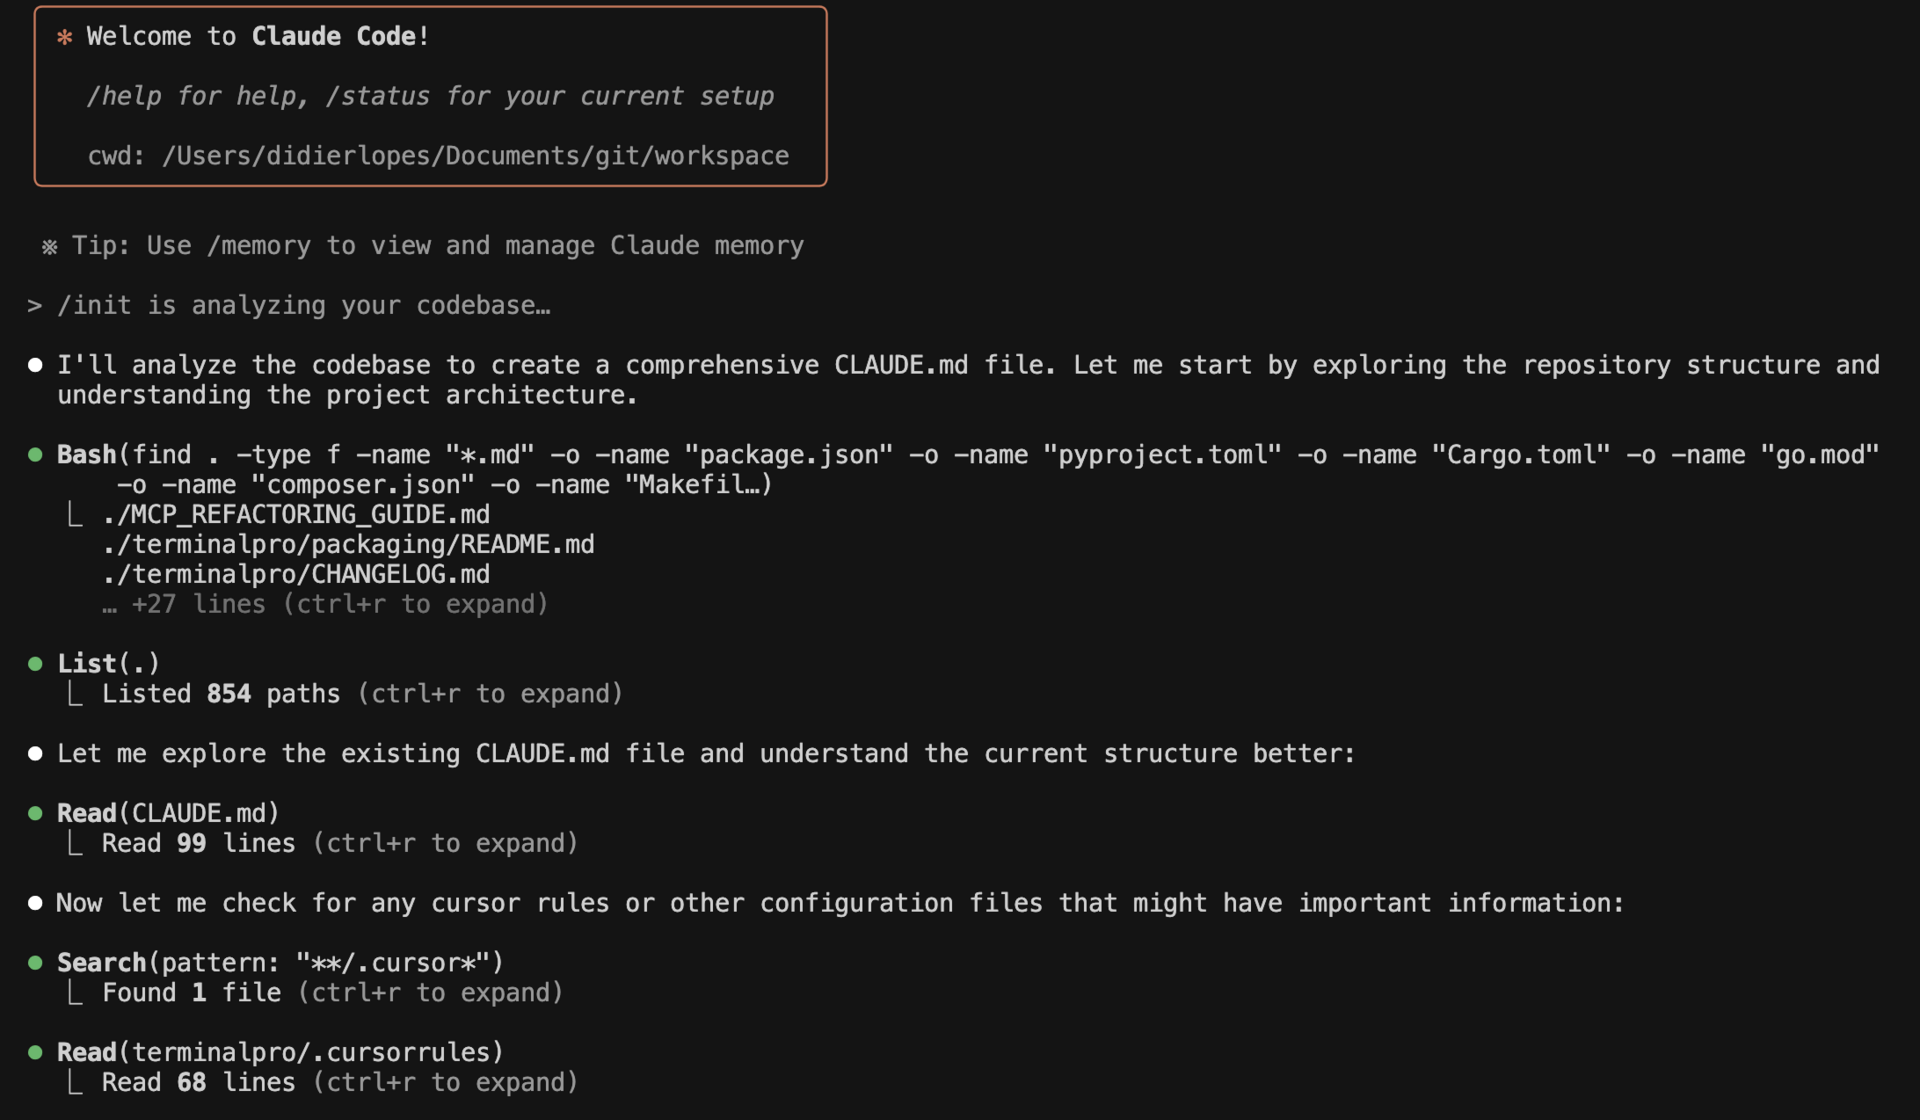 * Welcome to Claude Code!
/help for help, /status for your current setup
cwd: /Users/didierlopes/Documents/git/workspace
※ Tip: Use /memory to view and manage Claude memory
> /init is analyzing your codebase…
● I'll analyze the codebase to create a comprehensive CLAUDE.md file. Let me start by exploring the repository structure and
understanding the project architecture.
● Bash(find . -type f -name "*.md" -o -name "package.json" -o -name "pyproject.toml" -o -name "Cargo.toml" -o -name "go.mod"
-o -name "composer.json" -o -name "Makefil…)
⎿ ./MCP_REFACTORING_GUIDE.md
./terminalpro/packaging/README.md
./terminalpro/CHANGELOG.md
… +27 lines (ctrl+r to expand)
● List(.)
⎿ Listed 854 paths (ctrl+r to expand)
● Let me explore the existing CLAUDE.md file and understand the current structure better:
● Read(CLAUDE.md)
⎿ Read 99 lines (ctrl+r to expand)
● Now let me check for any cursor rules or other configuration files that might have important information:
● Search(pattern: "**/.cursor*")
⎿ Found 1 file (ctrl+r to expand)
● Read(terminalpro/.cursorrules)
⎿ Read 68 lines (ctrl+r to expand)